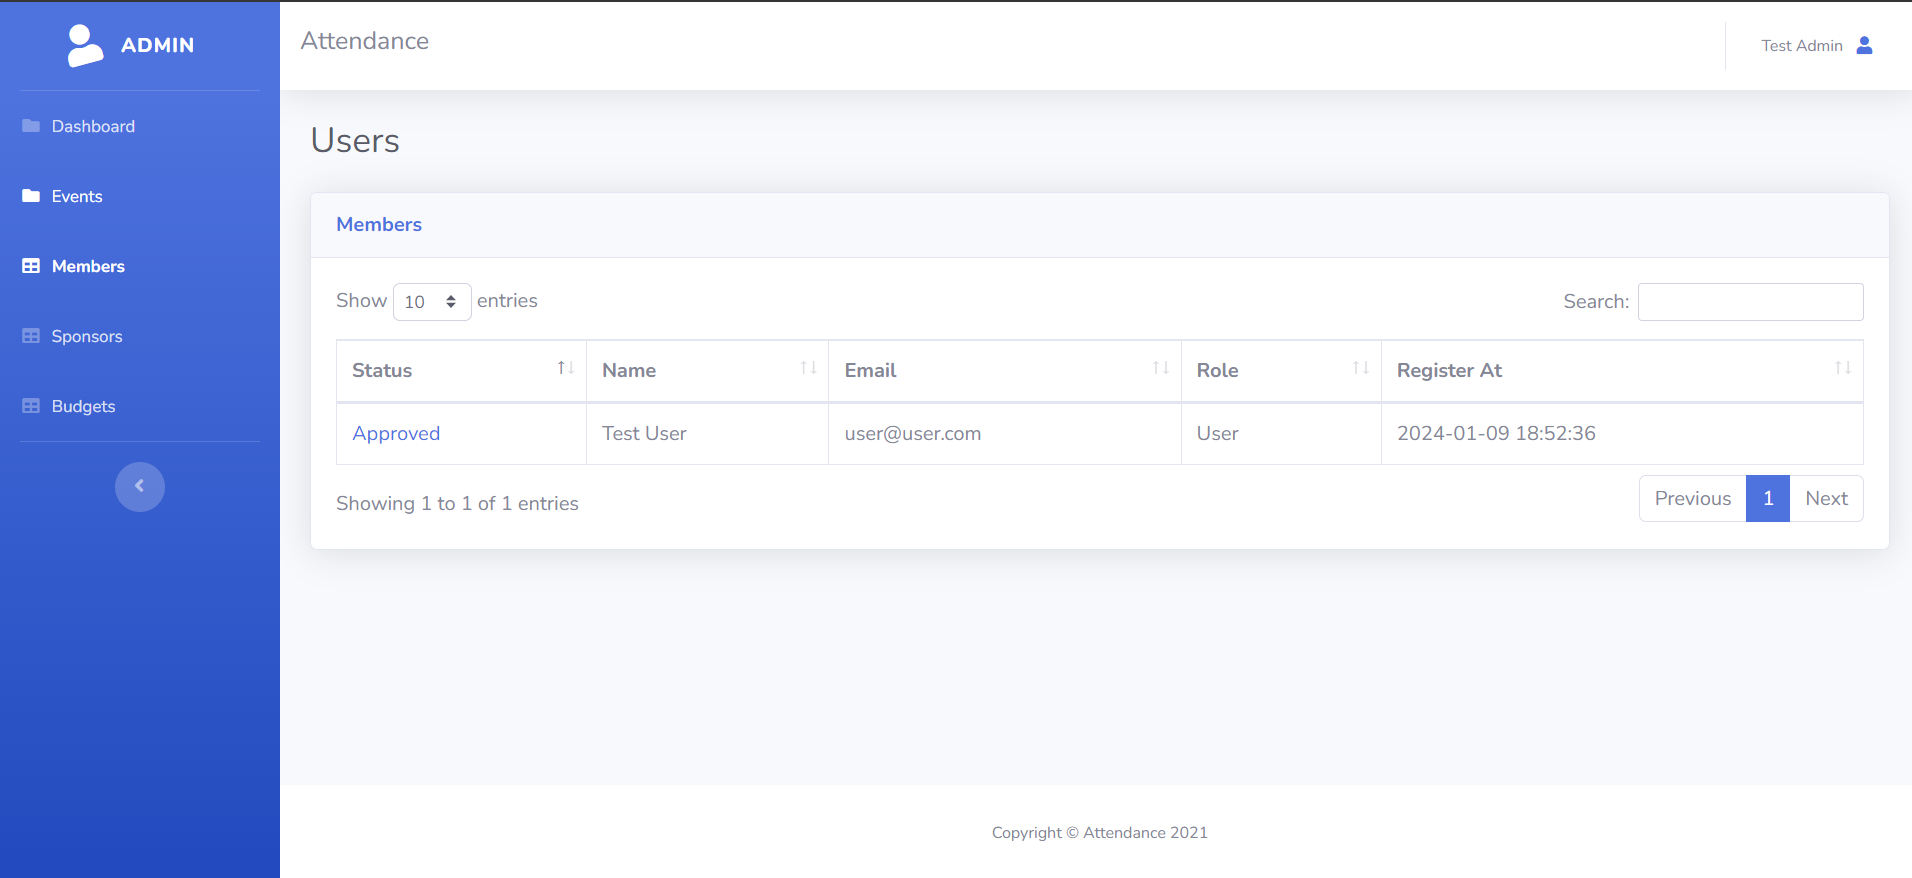 ADMIN
Attendance
Test Admin
Dashboard
Events
Members
Sponsors
Budgets
Users
Members
Show 10 entries
Search:
Status Name Email Role Register At
Approved Test User user@user.com User 2024-01-09 18:52:36
Showing 1 to 1 of 1 entries
Previous 1 Next
Copyright © Attendance 2021